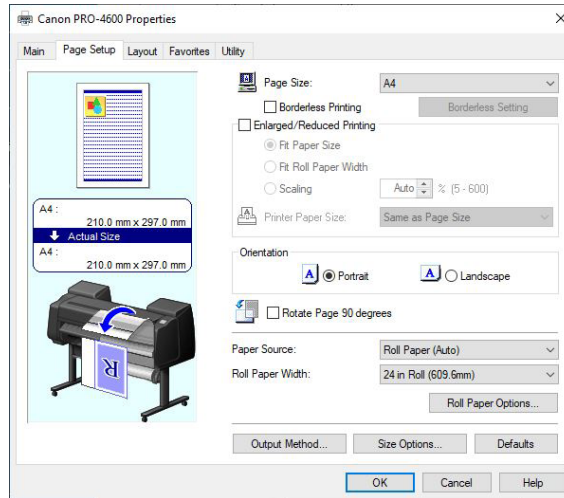 Canon PRO-4600 Properties
Main Page Setup Layout Favorites Utility
Page Size: A4
Borderless Printing Borderless Setting
Enlarged/Reduced Printing
Fit Paper Size
Fit Roll Paper Width
Scaling Auto % (5 - 600)
Printer Paper Size: Same as Page Size
A4 :
210.0 mm x 297.0 mm
Actual Size
A4 :
210.0 mm x 297.0 mm
Orientation
A Portrait A Landscape
Rotate Page 90 degrees
R
Paper Source: Roll Paper (Auto)
Roll Paper Width: 24 in Roll (609.6mm)
Roll Paper Options...
Output Method... Size Options... Defaults
OK Cancel Help